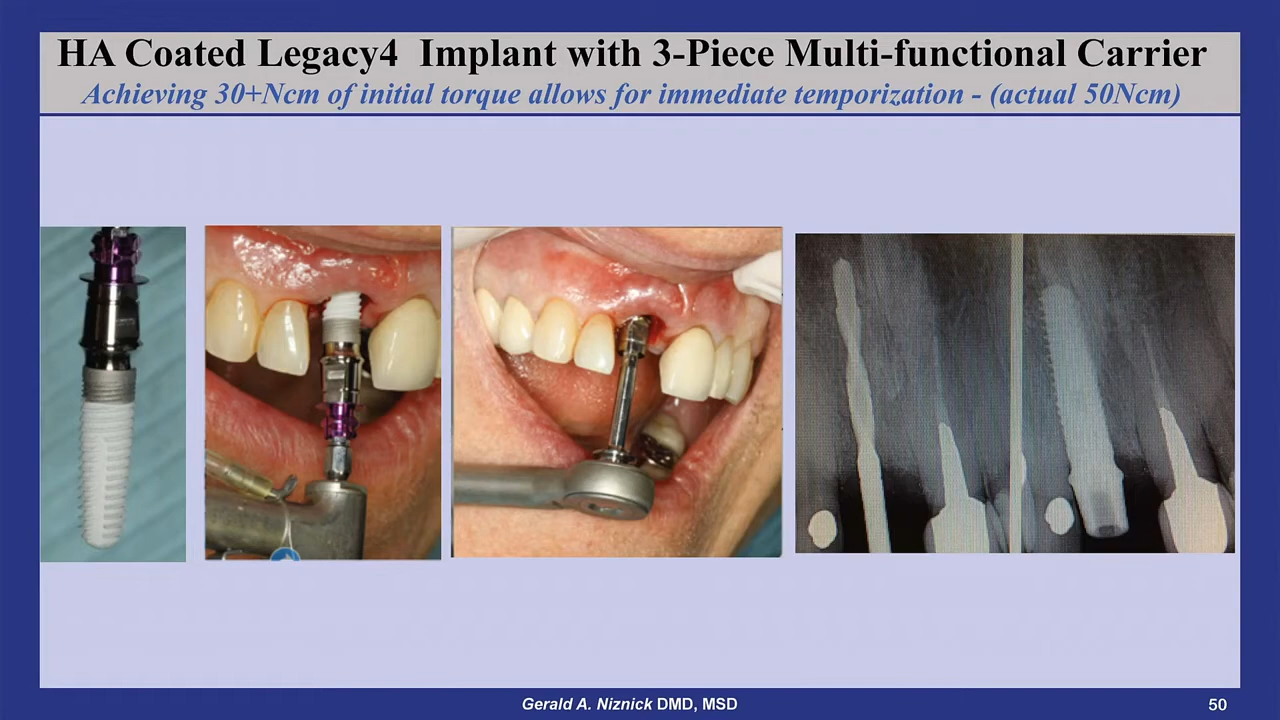 HA Coated Legacy4  Implant with 3-Piece Multi-functional Carrier
Achieving 30+Ncm of initial torque allows for immediate temporization - (actual 50Ncm)
Gerald A. Niznick DMD, MSD
50